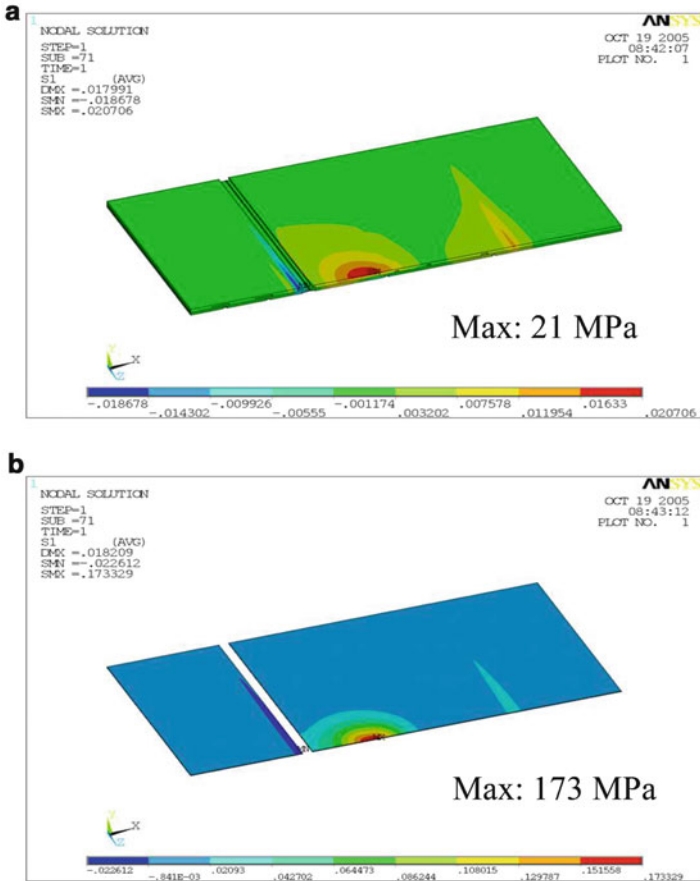 a
1
NODAL SOLUTION
STEP=1
SUB =71
TIME=1
S1 (AVG)
DMX =.017991
SMN =-.018678
SMX =.020706
ANSYS
OCT 19 2005
08:42:07
PLOT NO. 1
Max: 21 MPa
Y
X
Z
-.018678 -.009926 -.001174 .007578 .01633
-.014302 -.00555 .003202 .011954 .020706
b
1
NODAL SOLUTION
STEP=1
SUB =71
TIME=1
S1 (AVG)
DMX =.018209
SMN =-.022612
SMX =.173329
ANSYS
OCT 19 2005
08:43:12
PLOT NO. 1
Max: 173 MPa
Y
X
Z
-.022612 .02093 .064473 .108015 .151558
-.841E-03 .042702 .086244 .129787 .173329